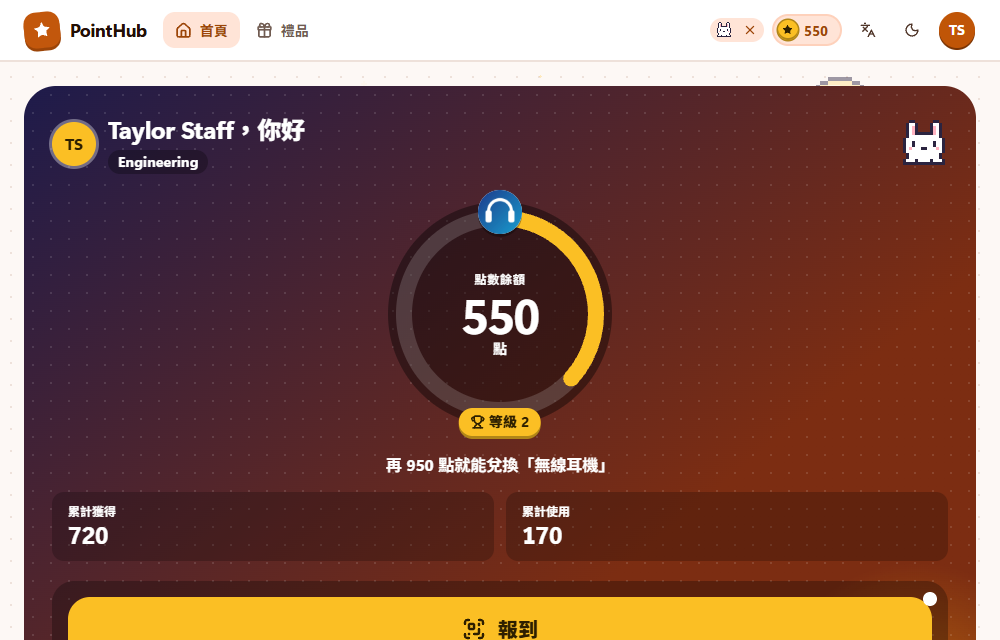 PointHub
首頁
禮品
550
TS
TS
Taylor Staff，你好
Engineering
點數餘額
550
點
等級 2
再 950 點就能兌換「無線耳機」
累計獲得
720
累計使用
170
報到